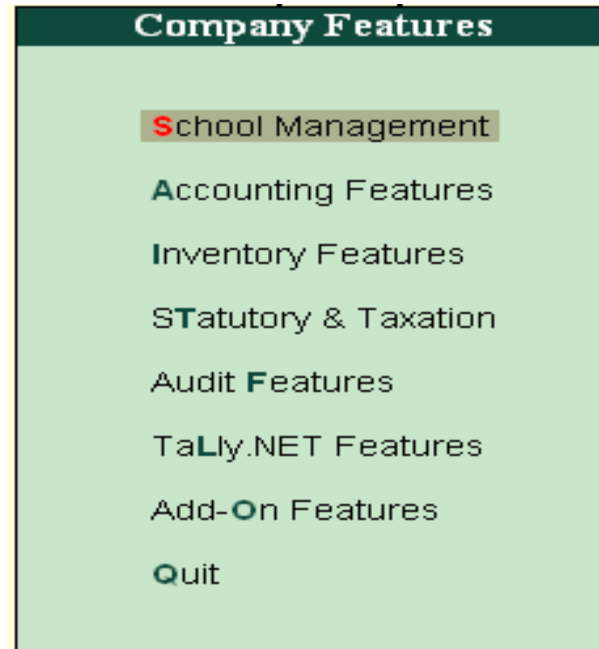 Company Features
School Management
Accounting Features
Inventory Features
STatutory & Taxation
Audit Features
TaLly.NET Features
Add-On Features
Quit